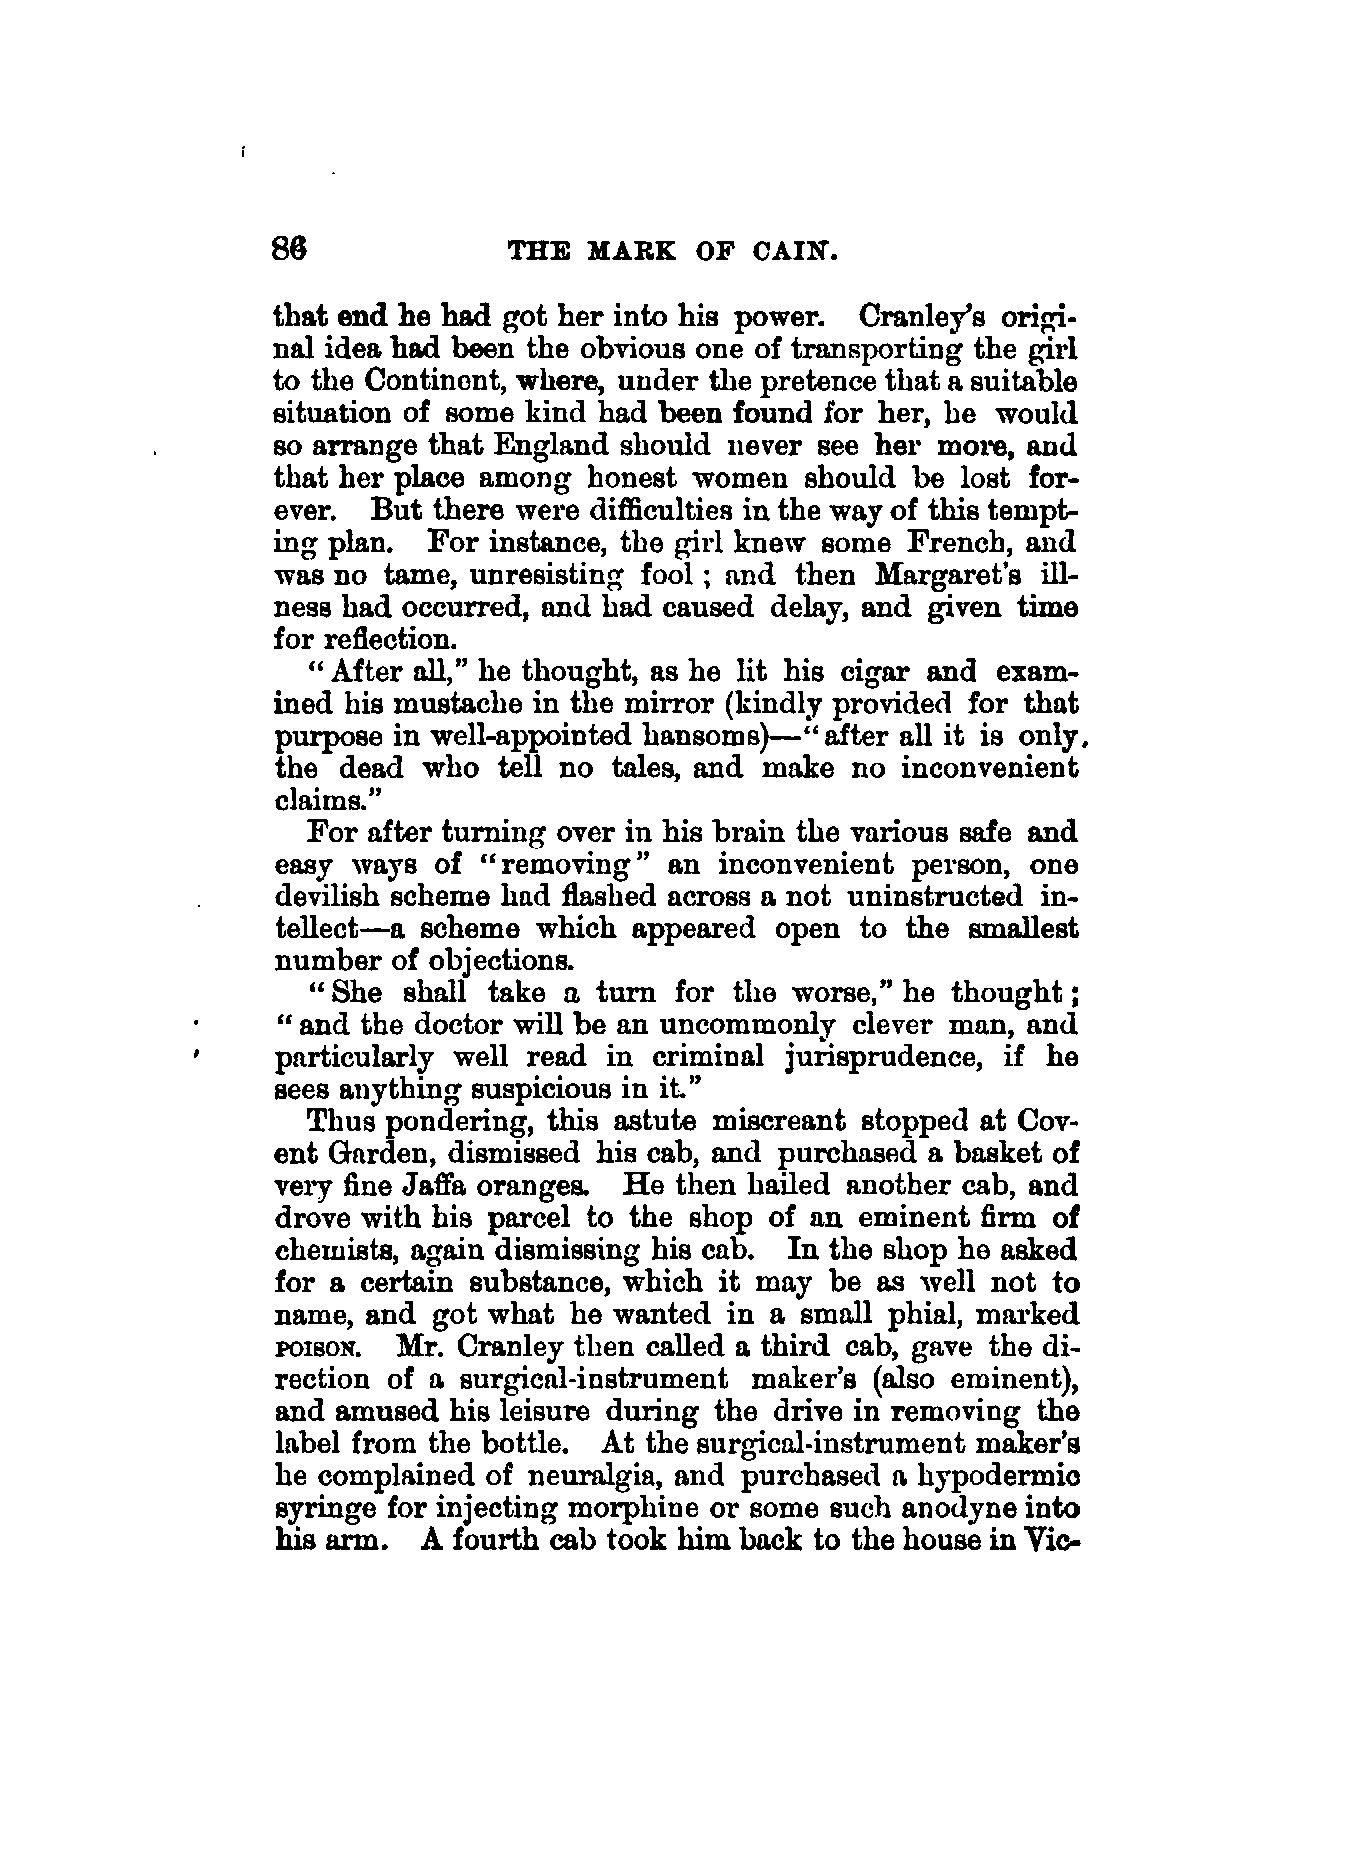 86 THE MARK OF CAIN.
that end he had got her into his power. Cranley's origi-
nal idea had been the obvious one of transporting the girl
to the Continent, where, under the pretence that a suitable
situation of some kind had been found for her, he would
so arrange that England should never see her more, and
that her place among honest women should be lost for-
ever. But there were difficulties in the way of this tempt-
ing plan. For instance, the girl knew some French, and
was no tame, unresisting fool ; and then Margaret's ill-
ness had occurred, and had caused delay, and given time
for reflection.
"After all," he thought, as he lit his cigar and exam-
ined his mustache in the mirror (kindly provided for that
purpose in well-appointed hansoms)—"after all it is only.
the dead who tell no tales, and make no inconvenient
claims."
For after turning over in his brain the various safe and
easy ways of "removing" an inconvenient person, one
devilish scheme had flashed across a not uninstructed in-
tellect—a scheme which appeared open to the smallest
number of objections.
"She shall take a turn for the worse," he thought ;
"and the doctor will be an uncommonly clever man, and
particularly well read in criminal jurisprudence, if he
sees anything suspicious in it."
Thus pondering, this astute miscreant stopped at Cov-
ent Garden, dismissed his cab, and purchased a basket of
very fine Jaffa oranges. He then hailed another cab, and
drove with his parcel to the shop of an eminent firm of
chemists, again dismissing his cab. In the shop he asked
for a certain substance, which it may be as well not to
name, and got what he wanted in a small phial, marked
POISON. Mr. Cranley then called a third cab, gave the di-
rection of a surgical-instrument maker's (also eminent),
and amused his leisure during the drive in removing the
label from the bottle. At the surgical-instrument maker's
he complained of neuralgia, and purchased a hypodermic
syringe for injecting morphine or some such anodyne into
his arm. A fourth cab took him back to the house in Vic-